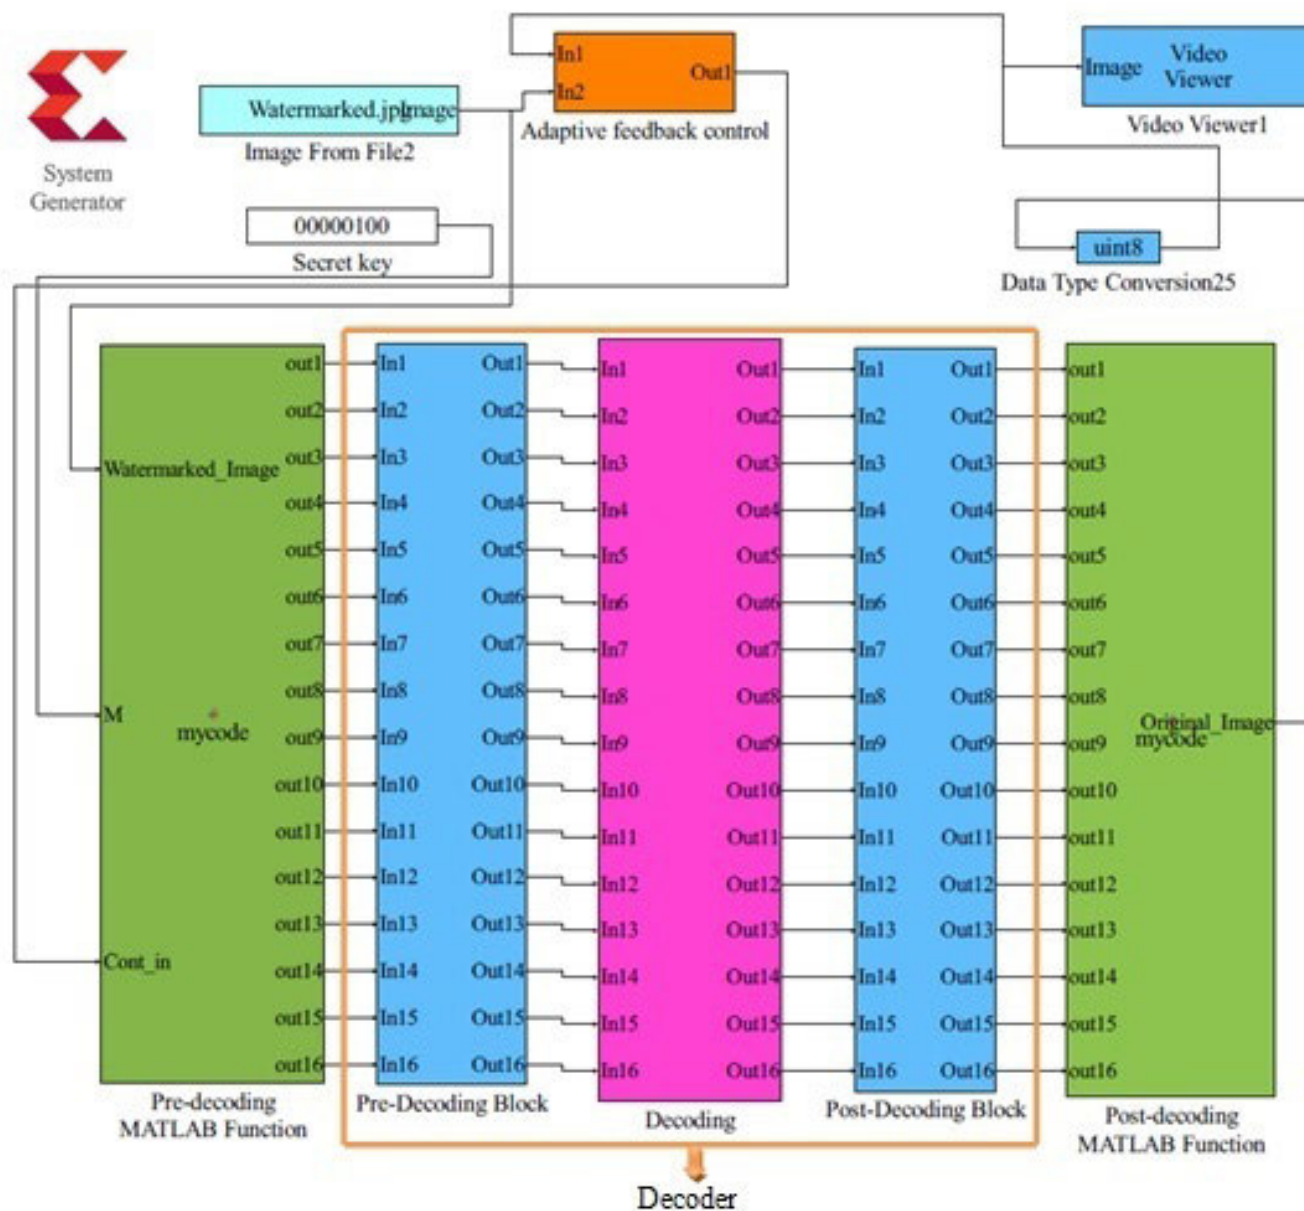 System
Generator
Watermarked.jpg
Image
Image From File2
In1
In2
Out1
Adaptive feedback control
Image
Video
Viewer
Video Viewer1
00000100
Secret key
uint8
Data Type Conversion25
Watermarked_Image
M
Cont_in
mycode
out1
out2
out3
out4
out5
out6
out7
out8
out9
out10
out11
out12
out13
out14
out15
out16
Pre-decoding
MATLAB Function
In1 Out1
In2 Out2
In3 Out3
In4 Out4
In5 Out5
In6 Out6
In7 Out7
In8 Out8
In9 Out9
In10 Out10
In11 Out11
In12 Out12
In13 Out13
In14 Out14
In15 Out15
In16 Out16
Pre-Decoding Block
In1 Out1
In2 Out2
In3 Out3
In4 Out4
In5 Out5
In6 Out6
In7 Out7
In8 Out8
In9 Out9
In10 Out10
In11 Out11
In12 Out12
In13 Out13
In14 Out14
In15 Out15
In16 Out16
Decoding
In1 Out1
In2 Out2
In3 Out3
In4 Out4
In5 Out5
In6 Out6
In7 Out7
In8 Out8
In9 Out9
In10 Out10
In11 Out11
In12 Out12
In13 Out13
In14 Out14
In15 Out15
In16 Out16
Post-Decoding Block
out1
out2
out3
out4
out5
out6
out7
out8
out9
out10
out11
out12
out13
out14
out15
out16
Original_Image
mycode
Post-decoding
MATLAB Function
Decoder